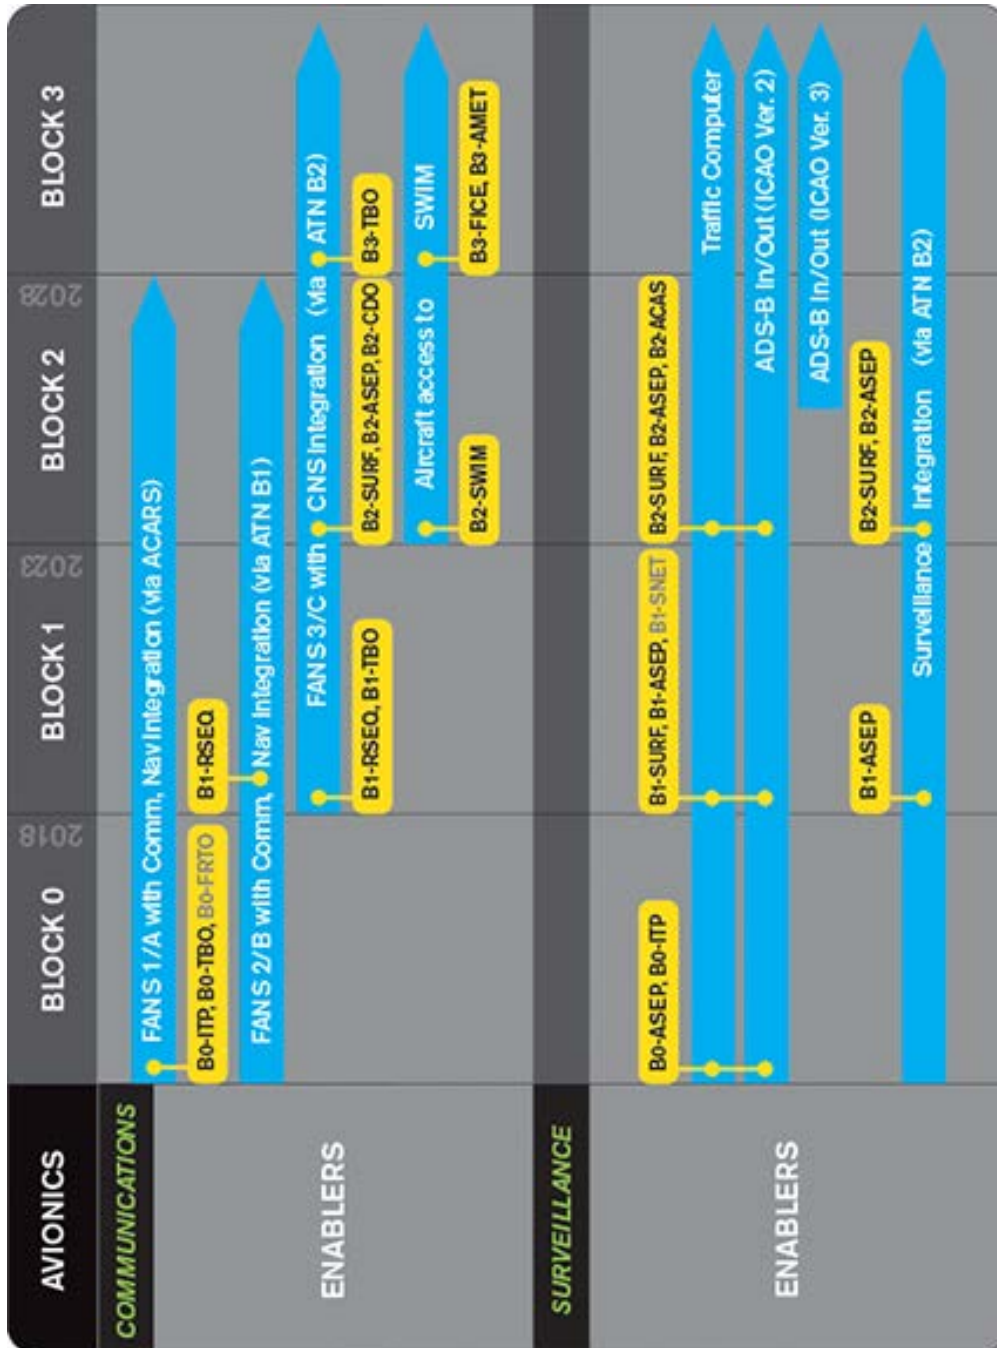 AVIONICS
BLOCK 0
2018
BLOCK 1
2023
BLOCK 2
2028
BLOCK 3
COMMUNICATIONS
ENABLERS
FANS 1/A with Comm, Nav Integration (via ACARS)
B0-ITP, B0-TBO, B0-FRTO
B1-RSEQ
FANS 2/B with Comm, Nav Integration (via ATN B1)
FANS 3/C with CNS Integration (via ATN B2)
B1-RSEQ, B1-TBO
B2-SURF, B2-ASEP, B2-CDO
B3-TBO
Aircraft access to SWIM
B2-SWIM
B3-FICE, B3-AMET
SURVEILLANCE
ENABLERS
B0-ASEP, B0-ITP
B1-SURF, B1-ASEP, B1-SNET
B2-SURF, B2-ASEP, B2-ACAS
Traffic Computer
ADS-B In/Out (ICAO Ver. 2)
ADS-B In/Out (ICAO Ver. 3)
B1-ASEP
B2-SURF, B2-ASEP
Surveillance Integration (via ATN B2)